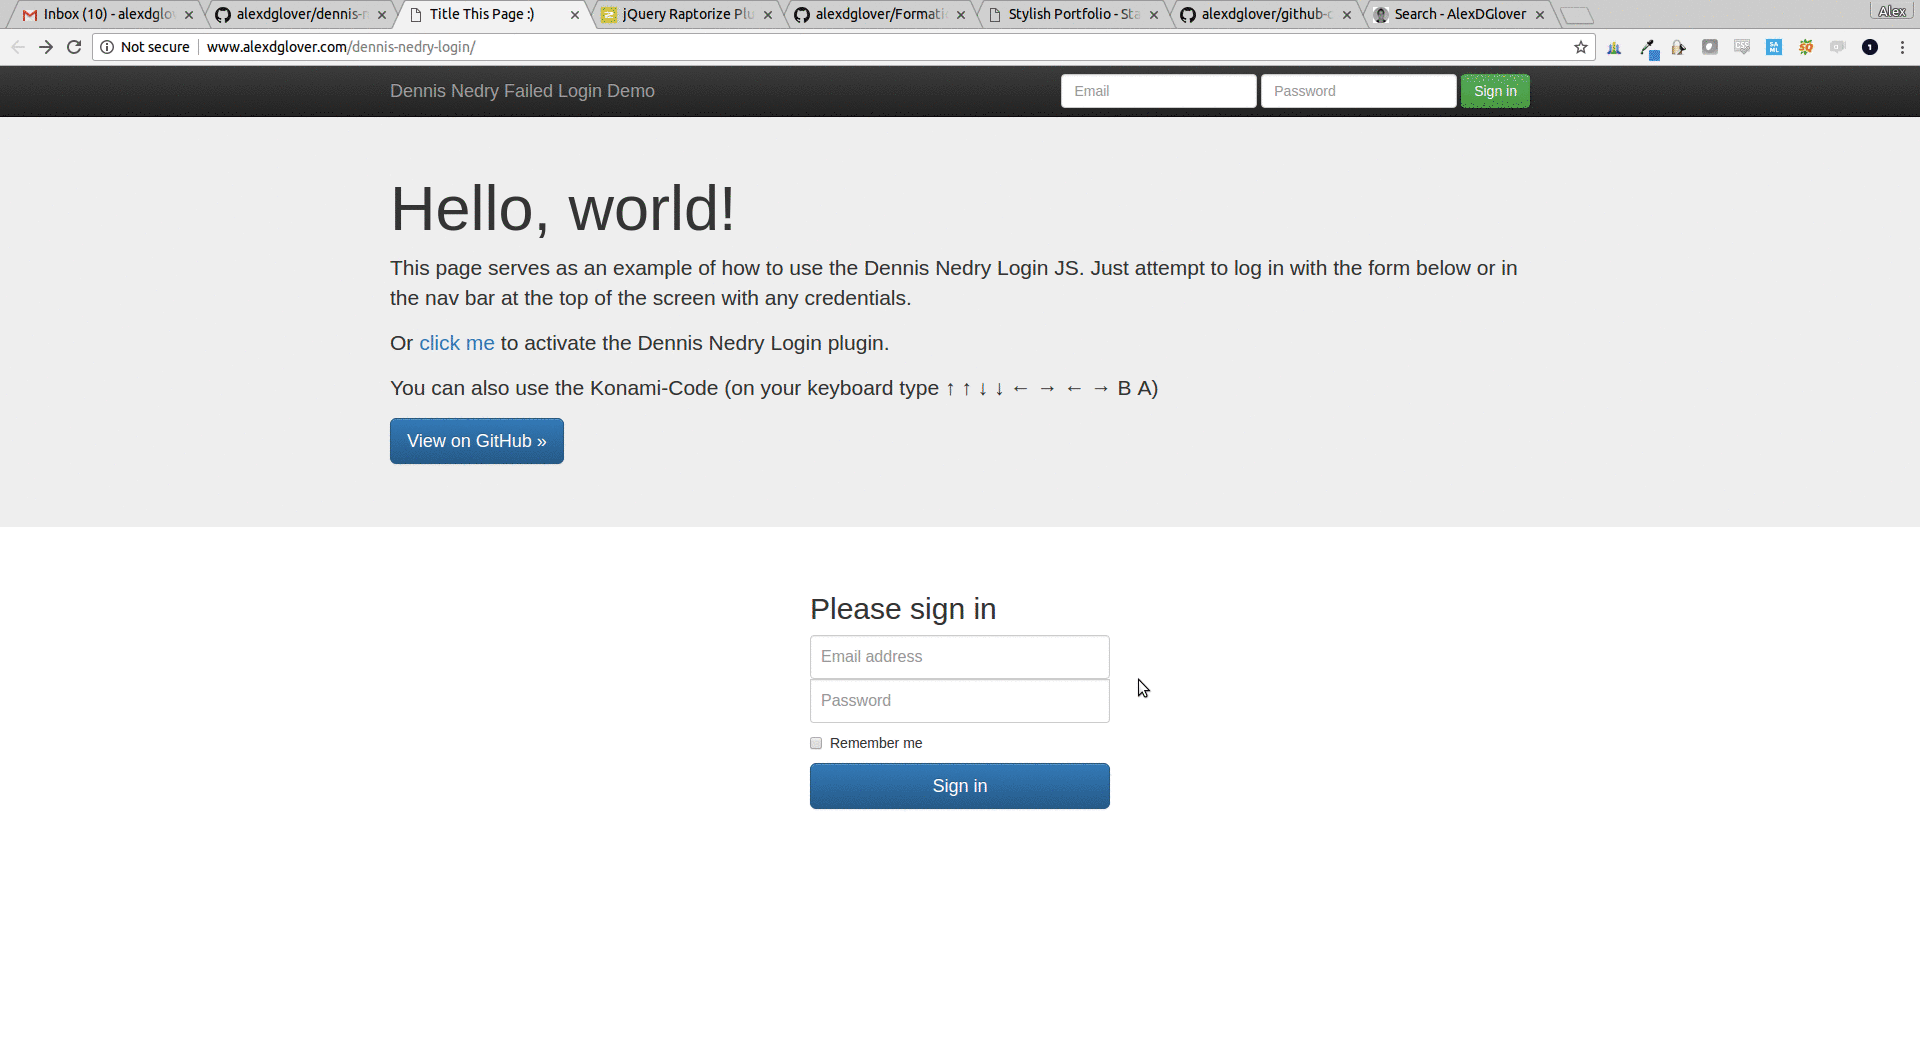 Inbox (10) - alexdglov
alexdglover/dennis-n
Title This Page :)
jQuery Raptorize Plu
alexdglover/Formati
Stylish Portfolio - Sta
alexdglover/github-c
Search - AlexDGlover
Alex
Not secure
www.alexdglover.com/dennis-nedry-login/
Dennis Nedry Failed Login Demo
Email
Password
Sign in
Hello, world!
This page serves as an example of how to use the Dennis Nedry Login JS. Just attempt to log in with the form below or in
the nav bar at the top of the screen with any credentials.
Or click me to activate the Dennis Nedry Login plugin.
You can also use the Konami-Code (on your keyboard type ↑ ↑ ↓ ↓ ← → ← → B A)
View on GitHub »
Please sign in
Email address
Password
Remember me
Sign in